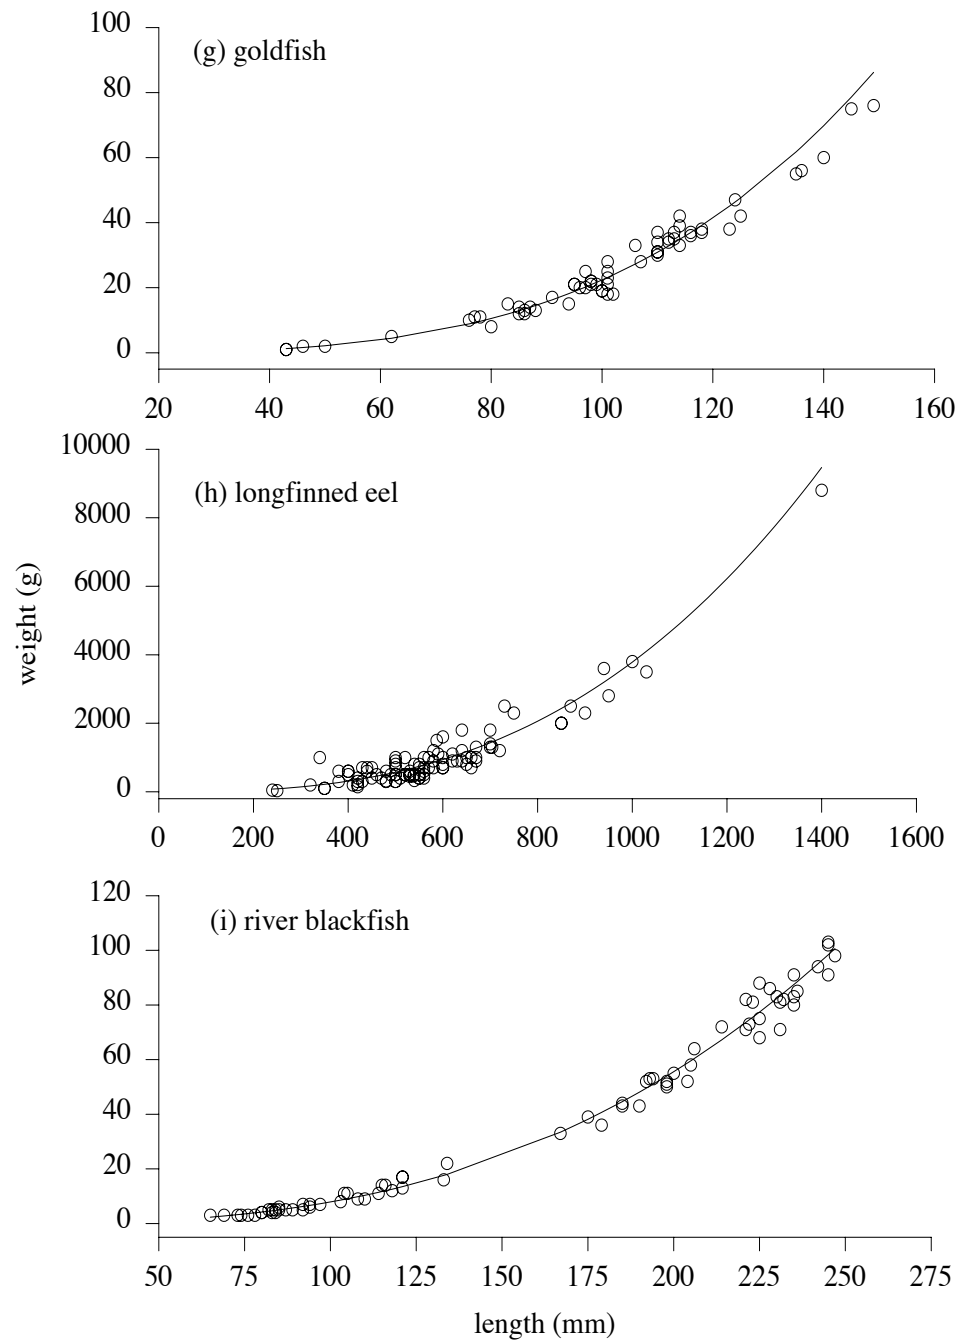 100
(g) goldfish
80
60
40
20
0
20 40 60 80 100 120 140 160
10000
(h) longfinned eel
8000
6000
weight (g)
4000
2000
0
0 200 400 600 800 1000 1200 1400 1600
120
(i) river blackfish
100
80
60
40
20
0
50 75 100 125 150 175 200 225 250 275
length (mm)